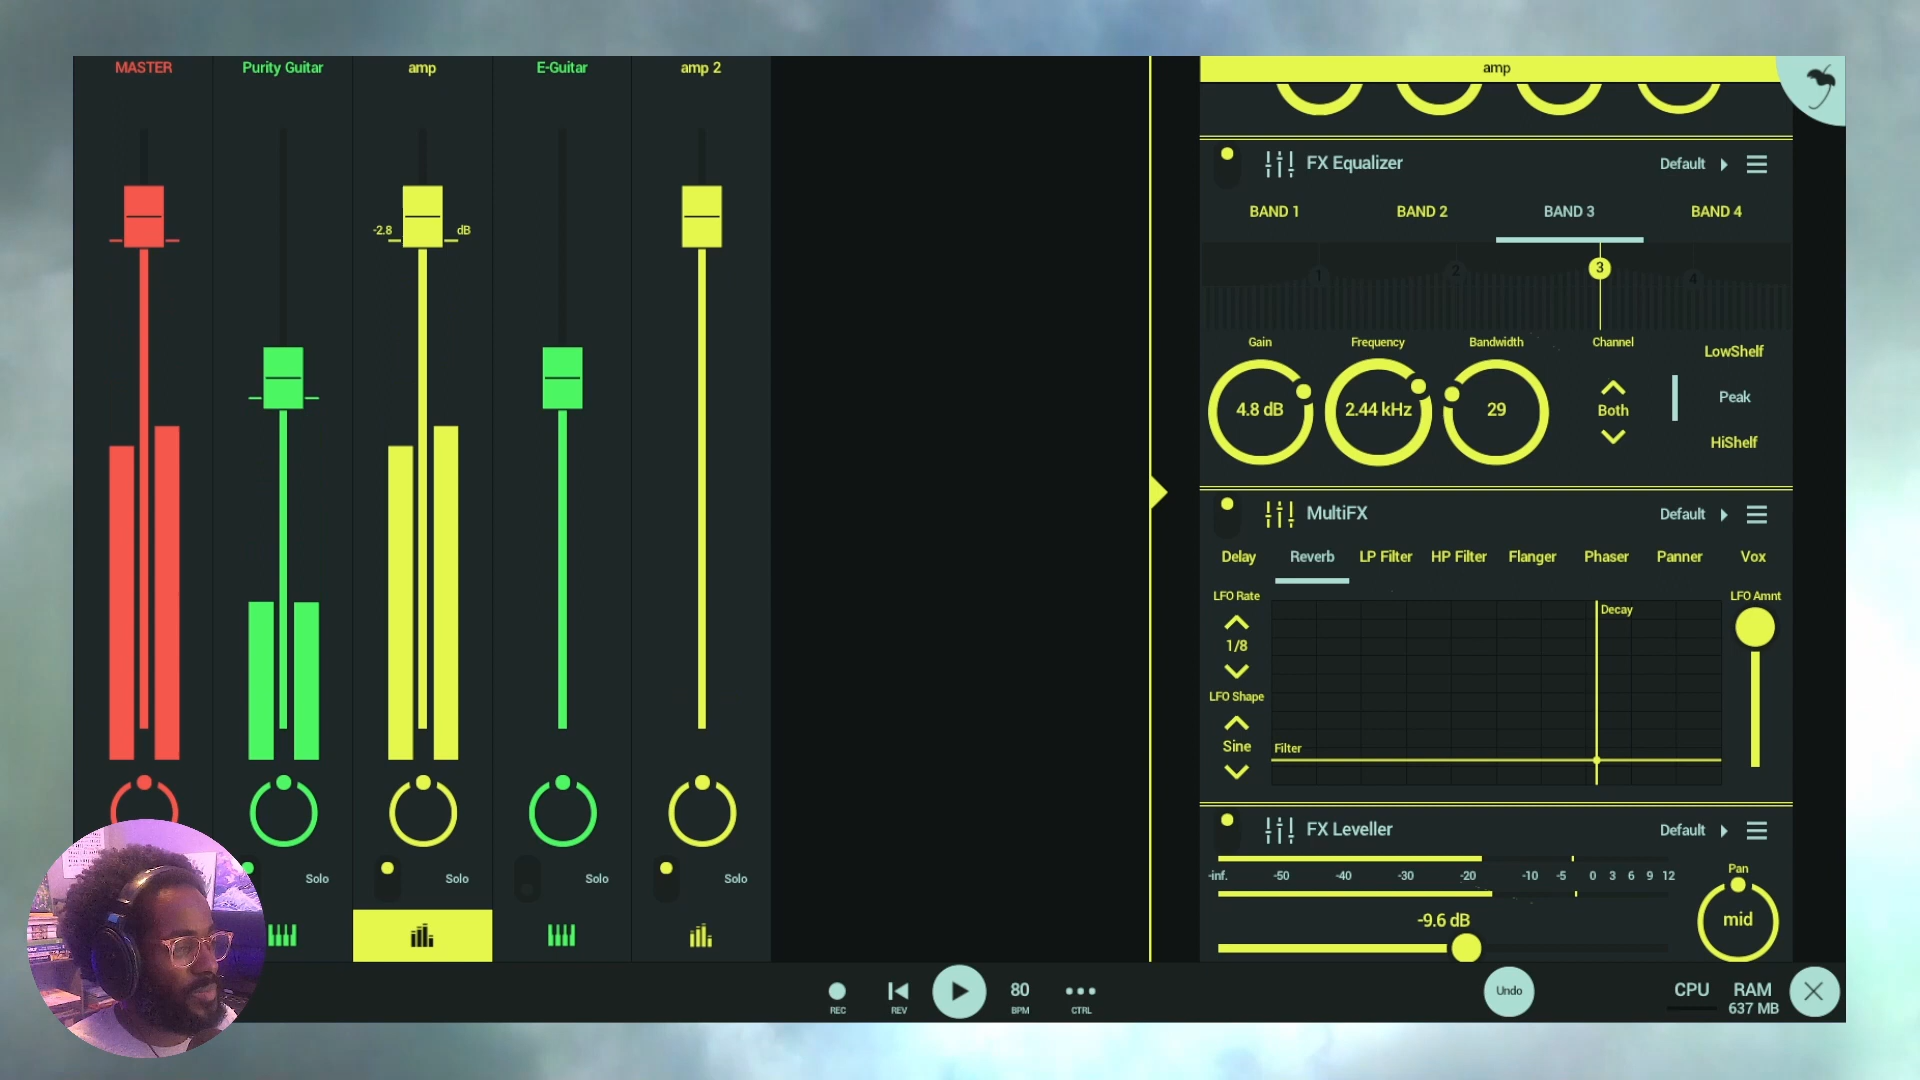 MASTER
Purity Guitar
amp
E-Guitar
amp 2
-2.8
dB
Solo
Solo
Solo
Solo
amp
FX Equalizer
Default
BAND 1
BAND 2
BAND 3
BAND 4
1
2
3
4
Gain
Frequency
Bandwidth
Channel
4.8 dB
2.44 kHz
29
Both
LowShelf
Peak
HiShelf
MultiFX
Default
Delay
Reverb
LP Filter
HP Filter
Flanger
Phaser
Panner
Vox
LFO Rate
1/8
LFO Shape
Sine
Decay
Filter
LFO Amnt
FX Leveller
Default
-inf. -50 -40 -30 -20 -10 -5 0 3 6 9 12
-9.6 dB
Pan
mid
REC
REV
80
BPM
CTRL
Undo
CPU
RAM
637 MB